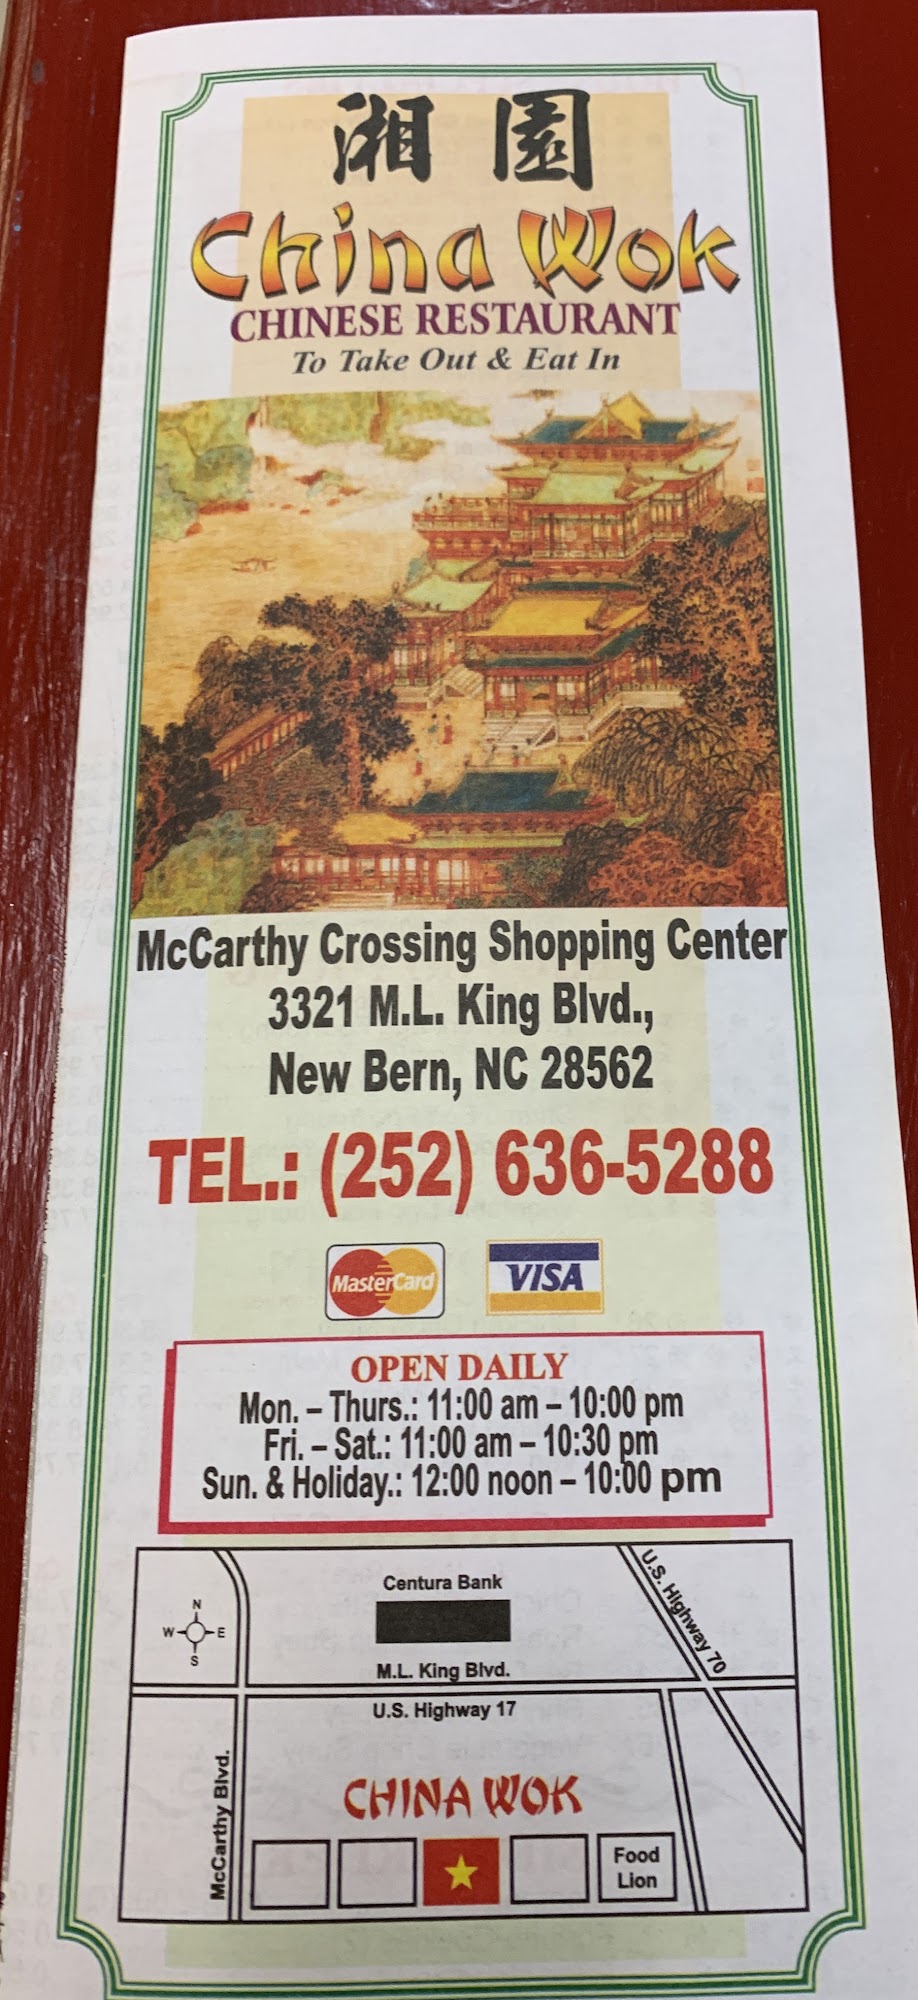 湘園
China Wok
CHINESE RESTAURANT
To Take Out & Eat In
McCarthy Crossing Shopping Center
3321 M.L. King Blvd.,
New Bern, NC 28562
TEL.: (252) 636-5288
MasterCard
VISA
OPEN DAILY
Mon. – Thurs.: 11:00 am – 10:00 pm
Fri. – Sat.: 11:00 am – 10:30 pm
Sun. & Holiday.: 12:00 noon – 10:00 pm
Centura Bank
U.S. Highway 70
N
W E
S
M.L. King Blvd.
U.S. Highway 17
McCarthy Blvd.
CHINA WOK
Food
Lion